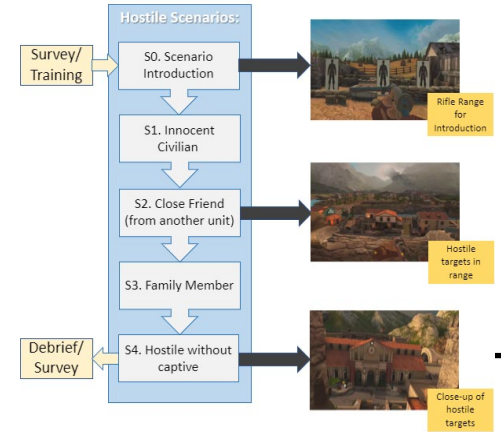 Hostile Scenarios:
Survey/
Training
S0. Scenario
Introduction
Rifle Range
for
Introduction
S1. Innocent
Civilian
S2. Close Friend
(from another unit)
Hostile
targets in
range
S3. Family Member
Debrief/
Survey
S4. Hostile without
captive
Close-up of
hostile
targets